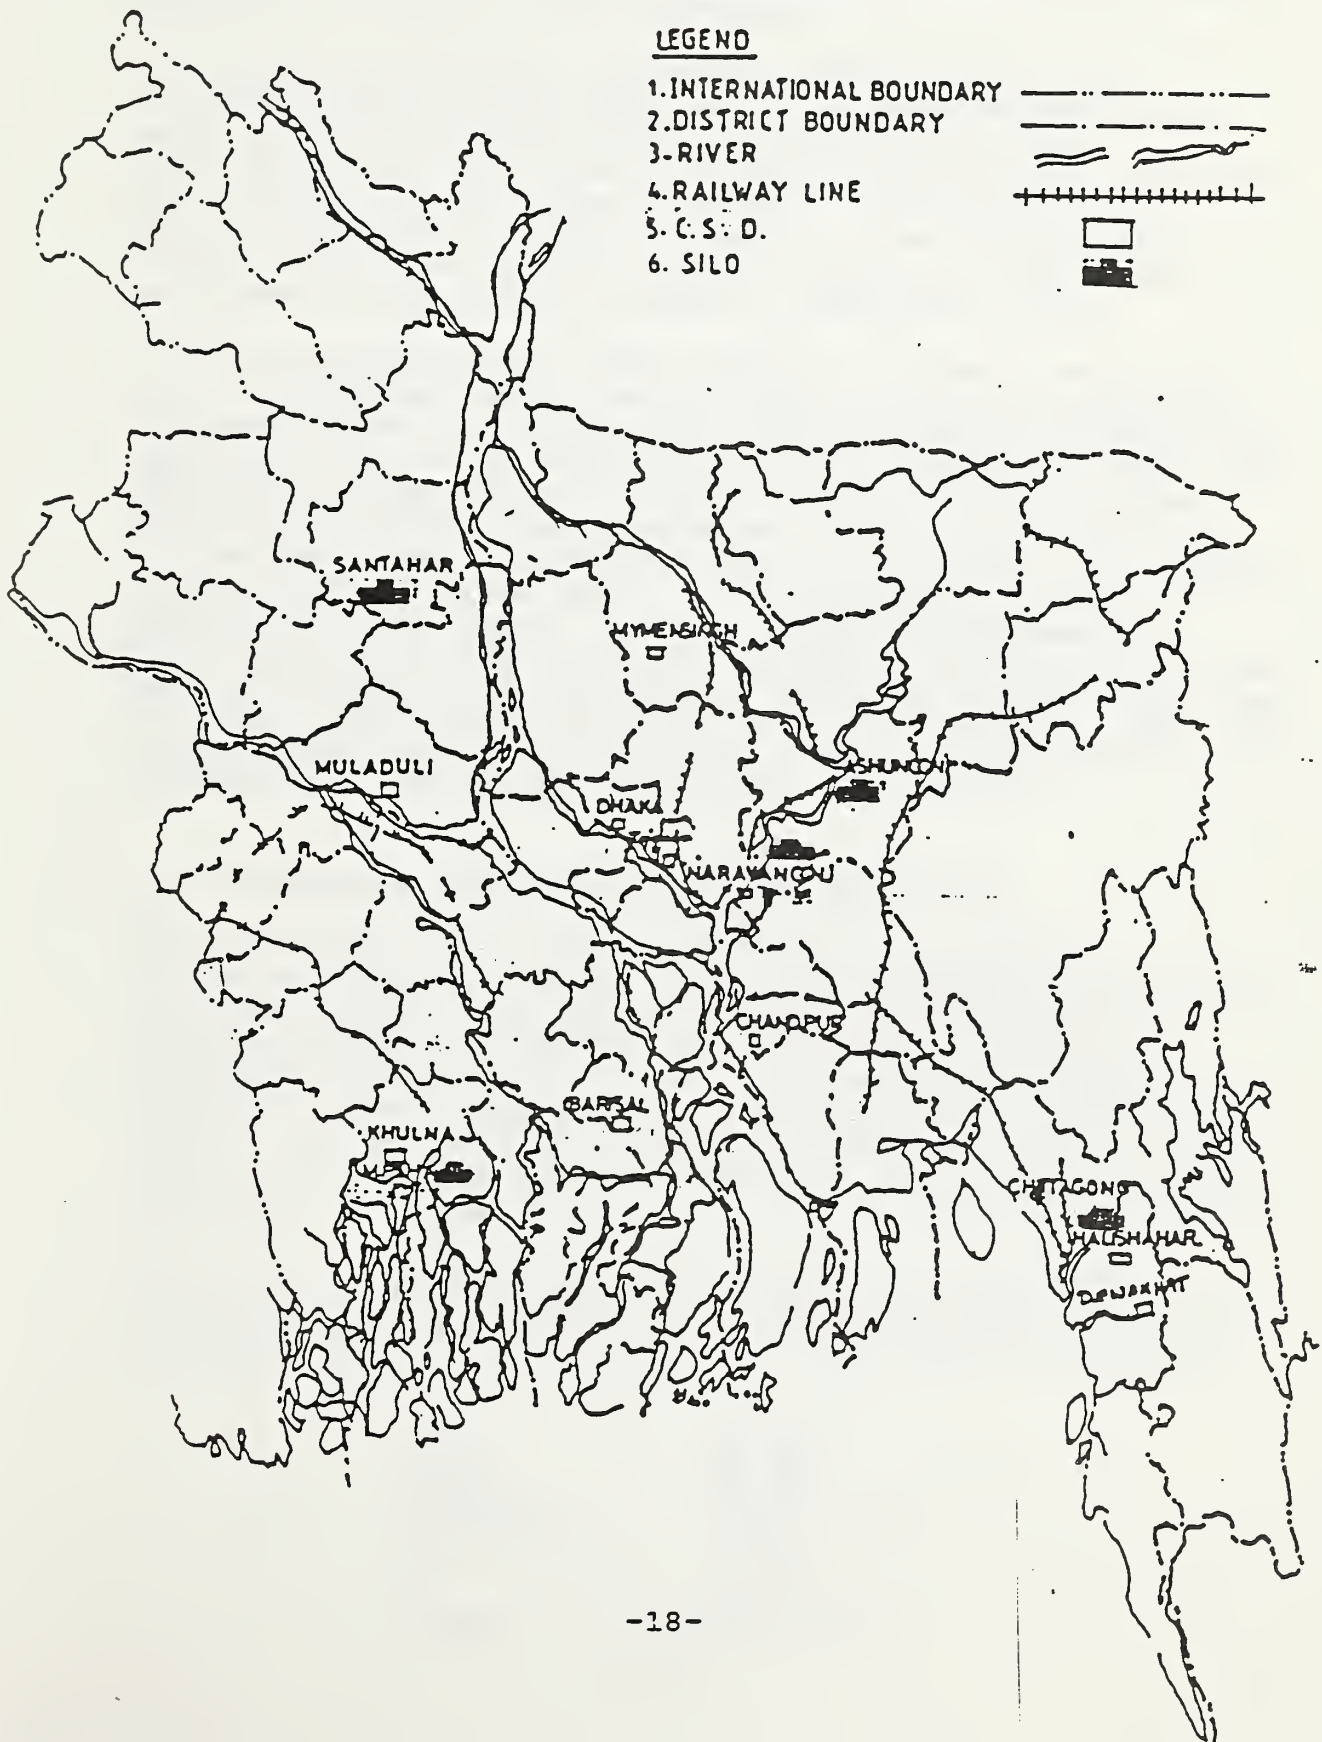 LEGEND
1.INTERNATIONAL BOUNDARY
2.DISTRICT BOUNDARY
3-RIVER
4.RAILWAY LINE
5.C.S.D.
6. SILO
SANTAHAR
MYMENSINGH
MULADULI
ASHUNGONJ
DHAKA
NARAYANGONJ
CHANDPUR
BARISAL
KHULNA
CHITTAGONG
HALISHAHAR
-18-